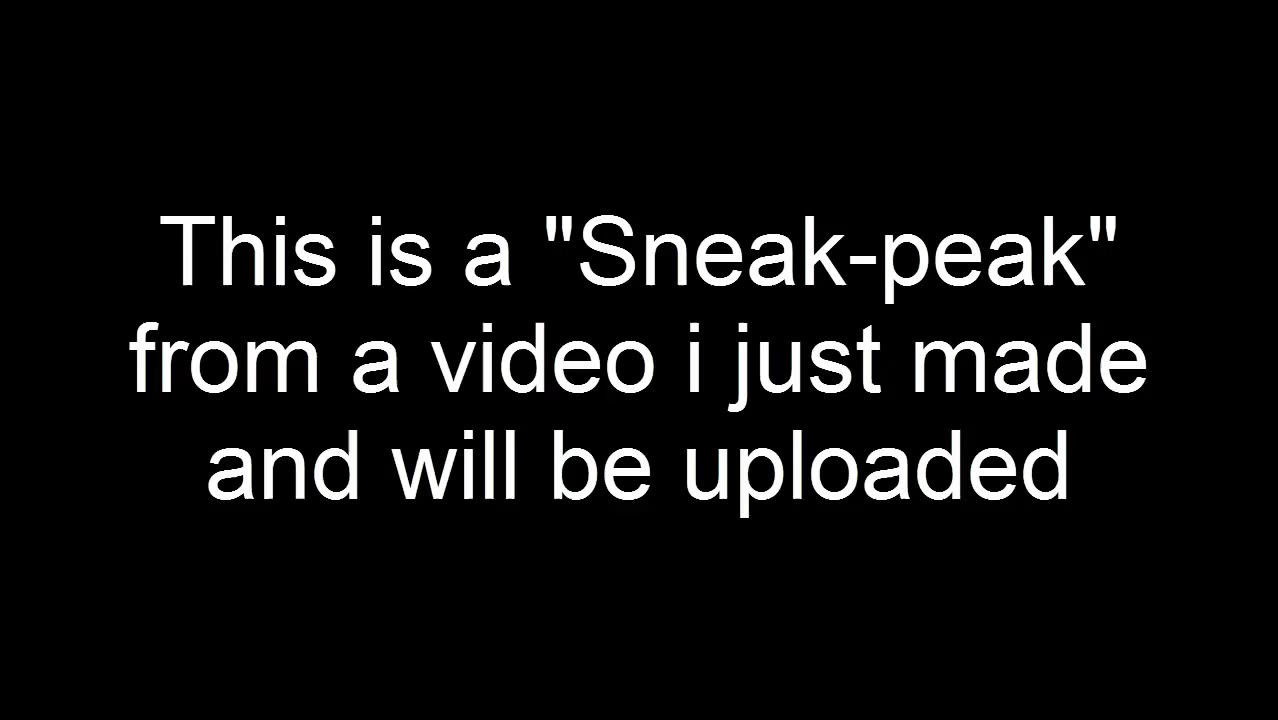 This is a "Sneak-peak"
from a video i just made
and will be uploaded